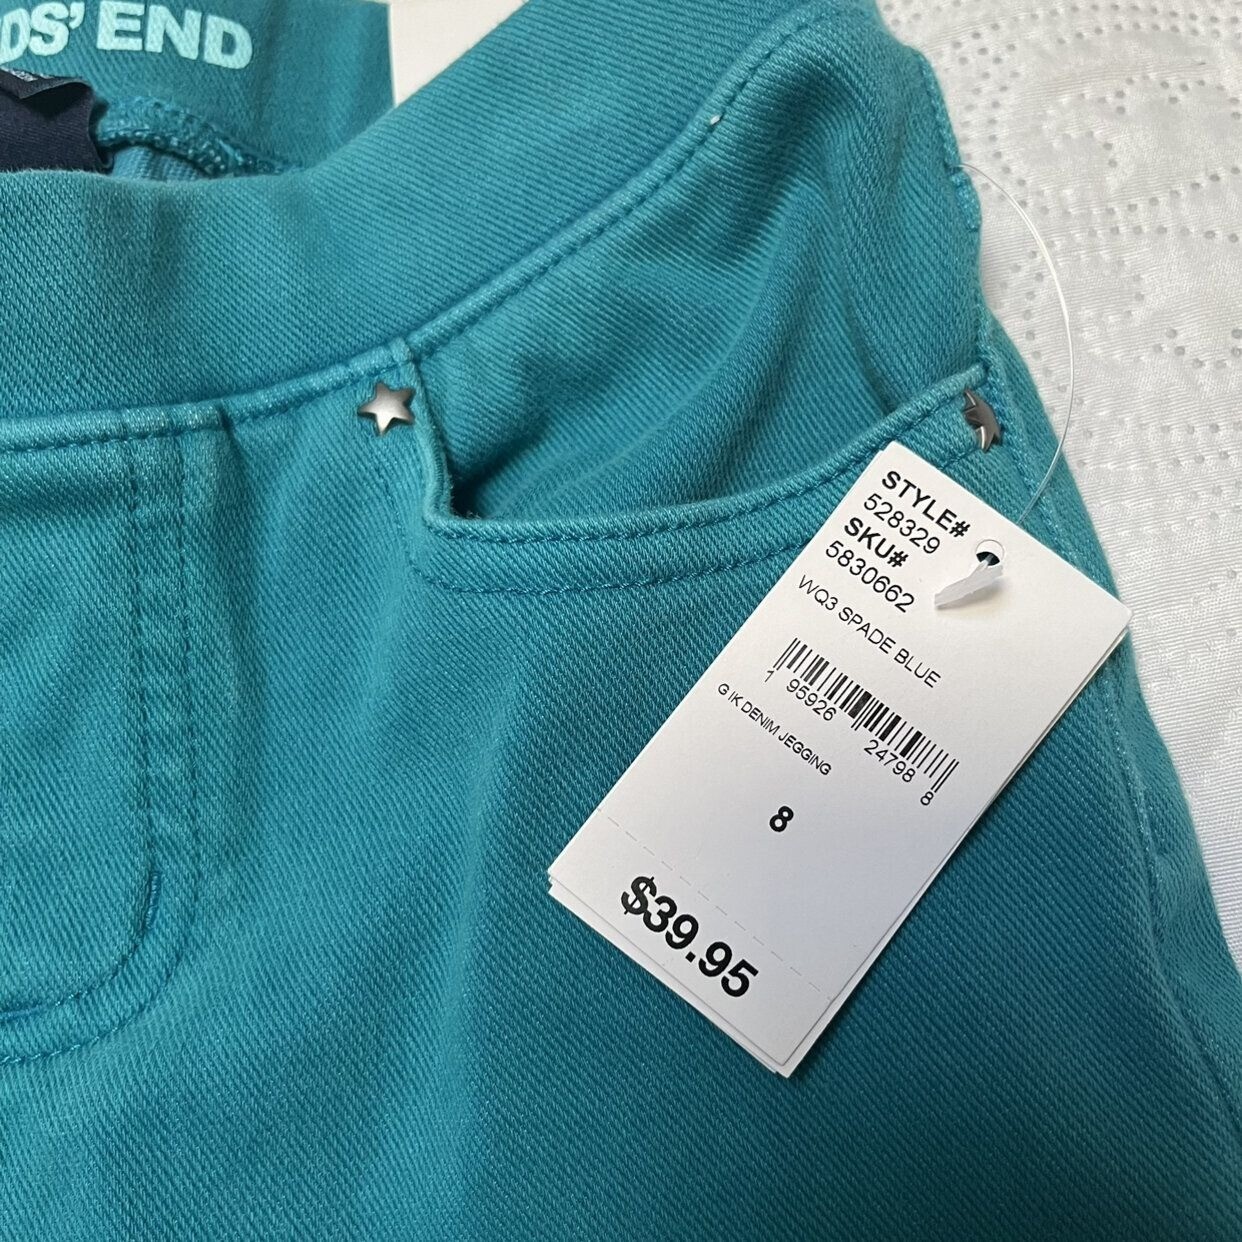 DS' END
STYLE#
528329
SKU#
5830662
WQ3 SPADE BLUE
1 95926 24798 8
G IK DENIM JEGGING
8
$39.95